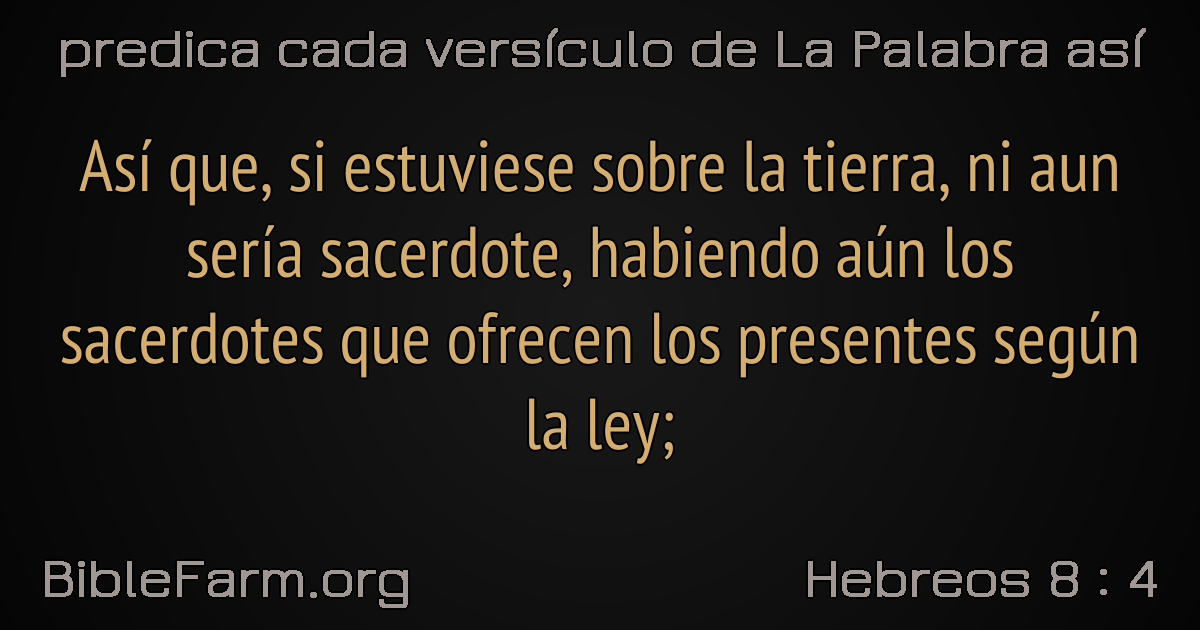 predica cada versículo de La Palabra así
Así que, si estuviese sobre la tierra, ni aun
sería sacerdote, habiendo aún los
sacerdotes que ofrecen los presentes según
la ley;
BibleFarm.org
Hebreos 8 : 4